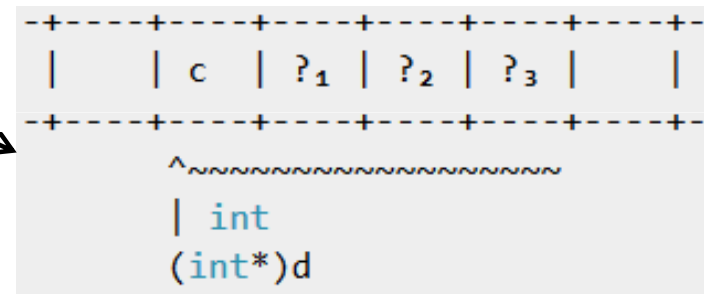 -+----+----+----+----+----+-
| | c | ?₁ | ?₂ | ?₃ | |
-+----+----+----+----+----+-
^~~~~~~~~~~~~~~~~~~
| int
(int*)d